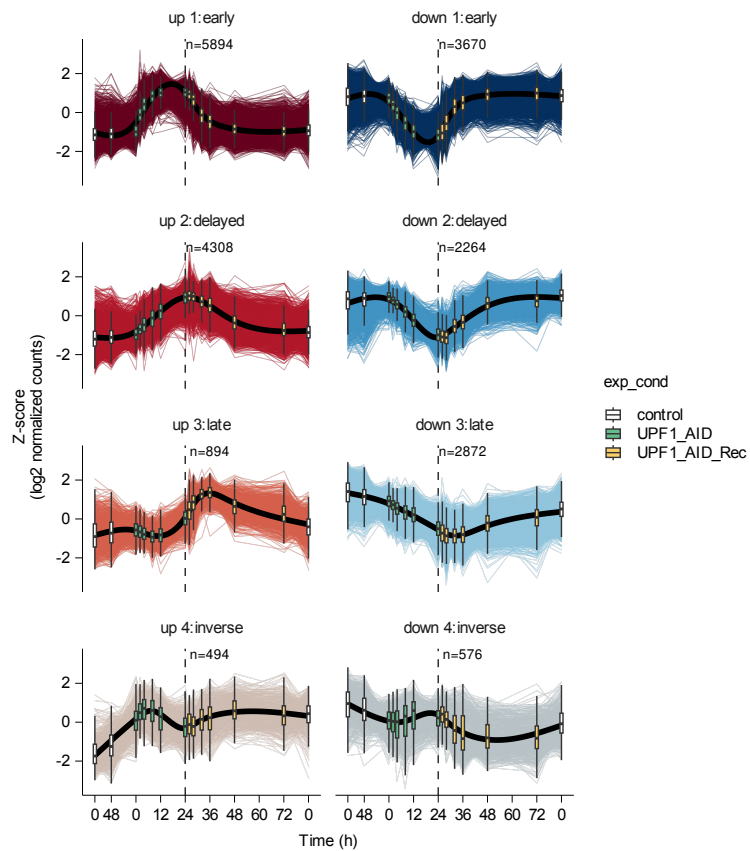 up 1:early
down 1:early
n=5894
n=3670
2
0
-2
up 2:delayed
down 2:delayed
n=4308
n=2264
2
0
-2
Z-score
(log2 normalized counts)
up 3:late
down 3:late
n=894
n=2872
2
0
-2
up 4:inverse
down 4:inverse
n=494
n=576
2
0
-2
0 48 0 12 24 36 48 60 72 0
0 48 0 12 24 36 48 60 72 0
Time (h)
exp_cond
control
UPF1_AID
UPF1_AID_Rec